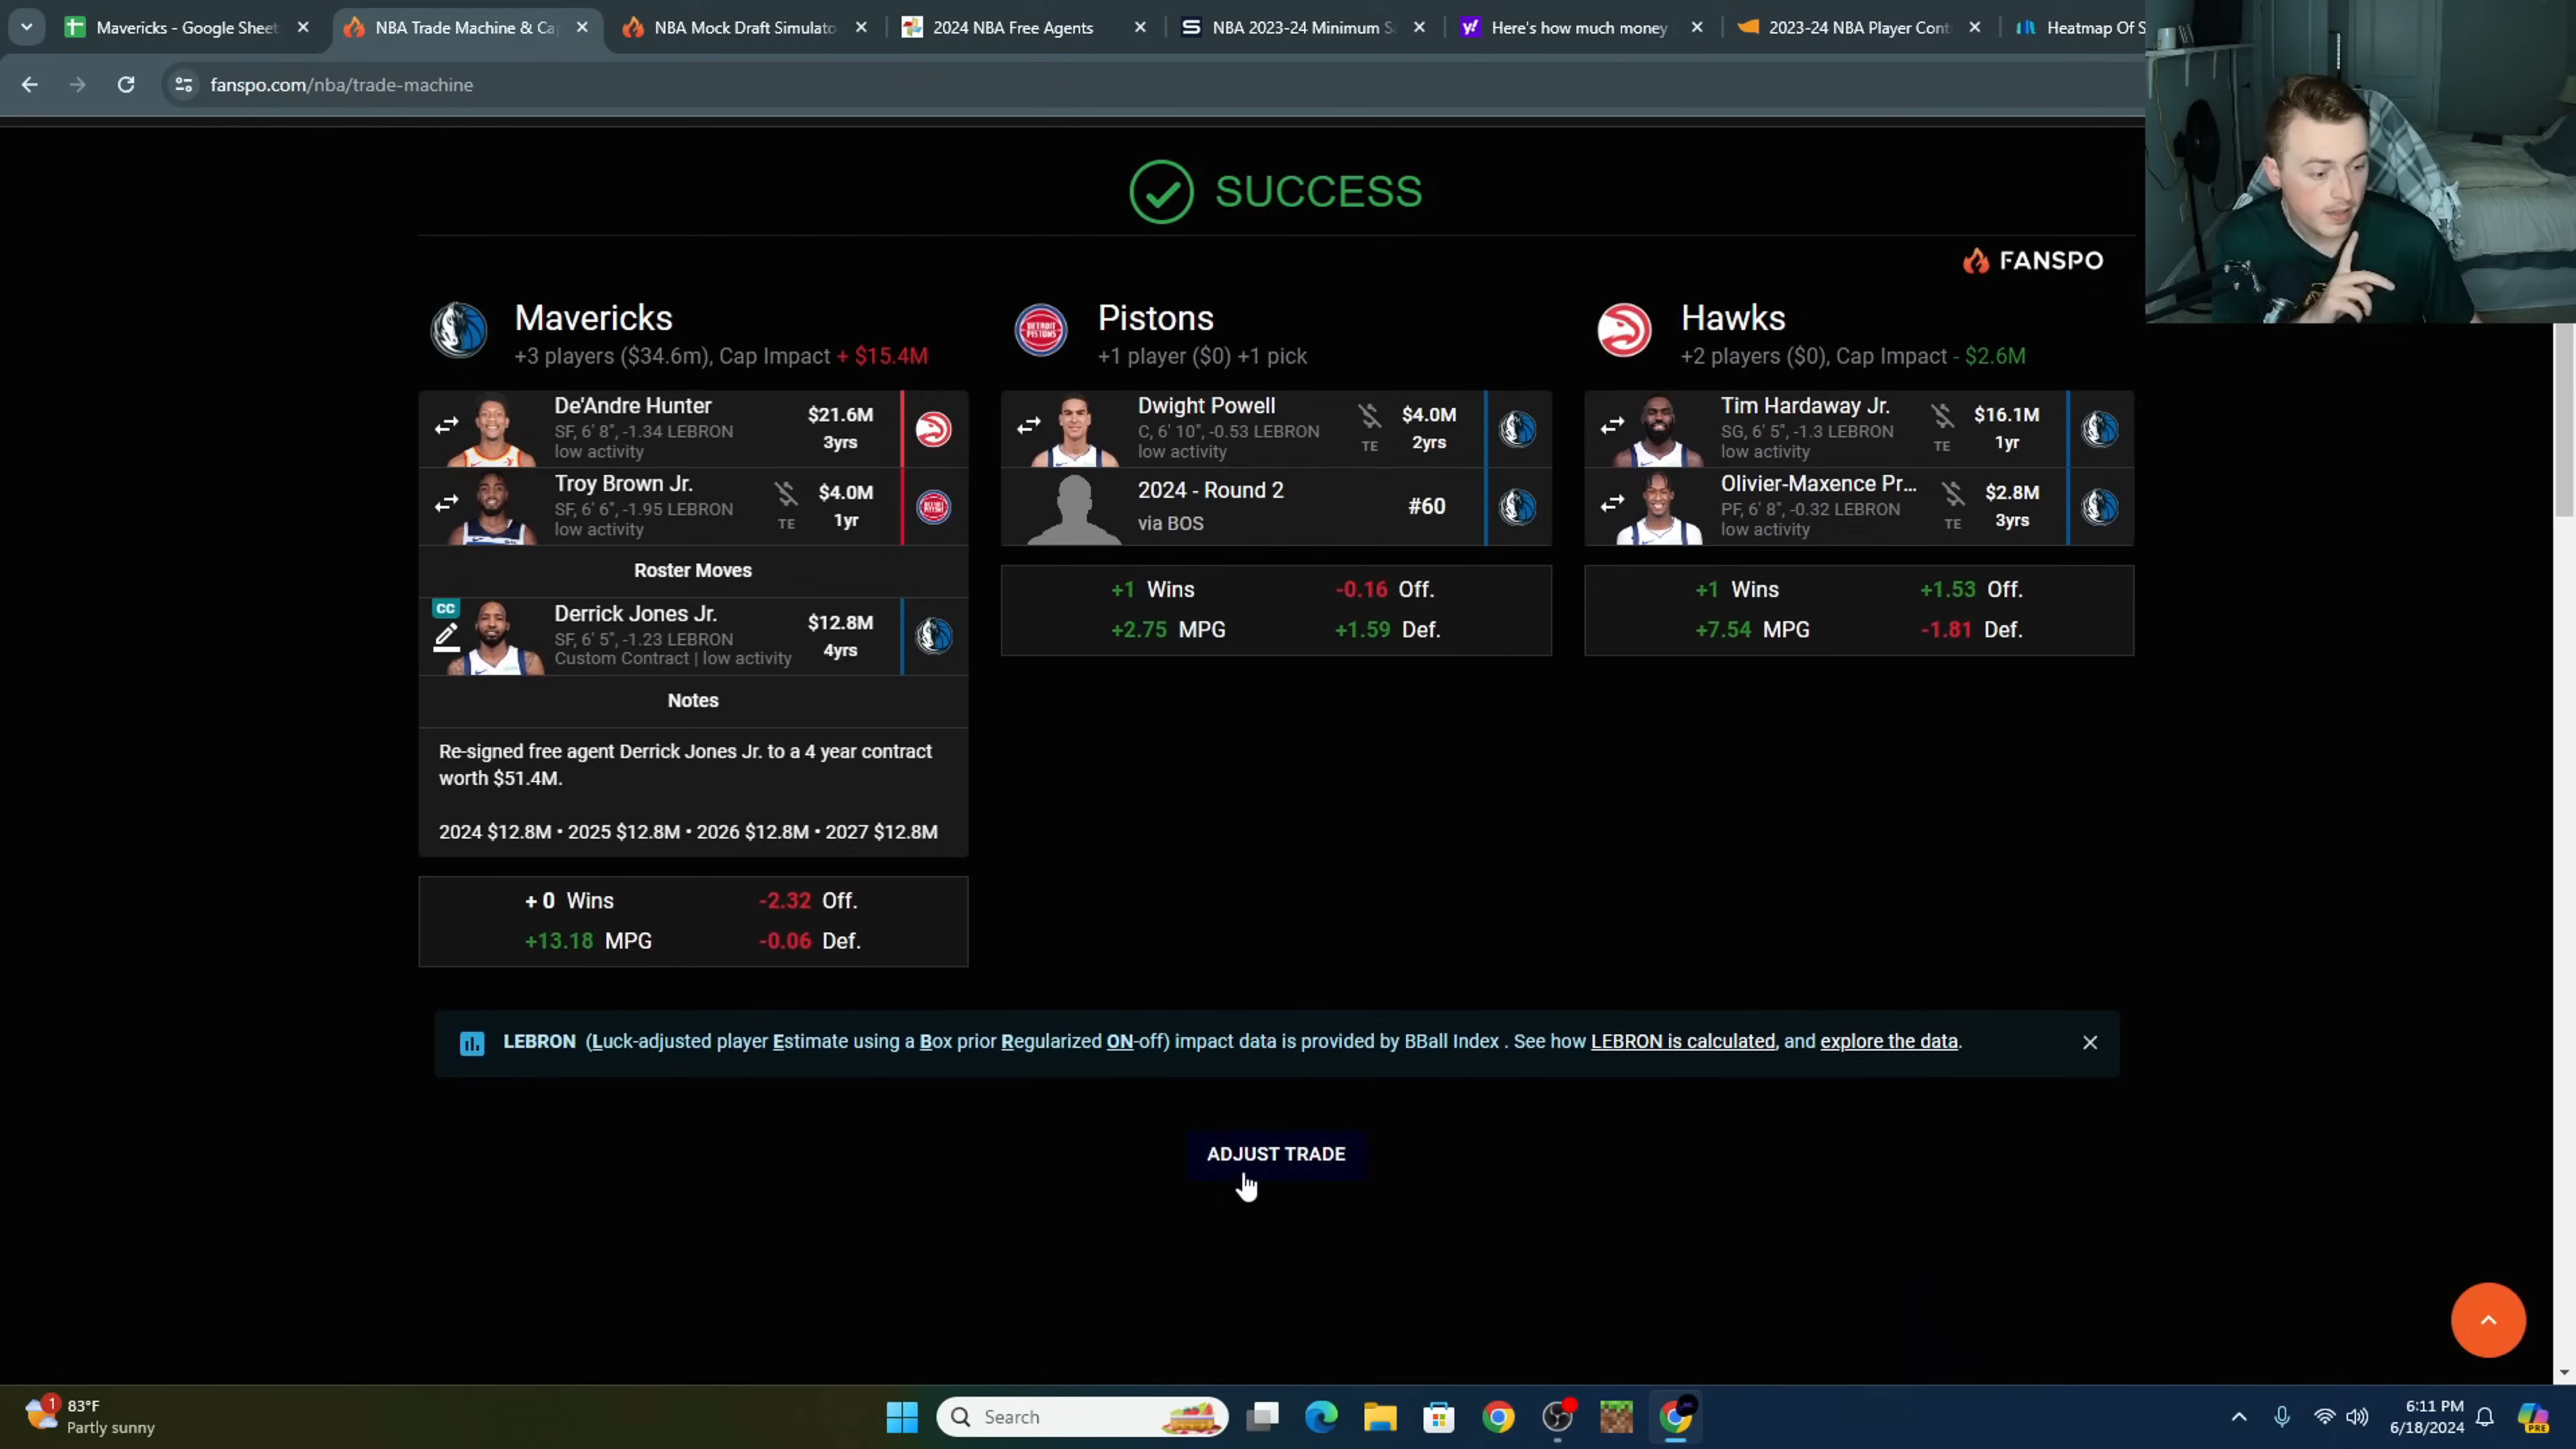 Mavericks - Google Sheet
NBA Trade Machine & Ca
NBA Mock Draft Simulato
2024 NBA Free Agents
NBA 2023-24 Minimum S
Here's how much money
2023-24 NBA Player Cont
Heatmap Of S
fanspo.com/nba/trade-machine
SUCCESS
FANSPO
Mavericks
+3 players ($34.6m), Cap Impact + $15.4M
De'Andre Hunter
SF, 6' 8", -1.34 LEBRON
low activity
$21.6M
3yrs
Troy Brown Jr.
SF, 6' 6", -1.95 LEBRON
low activity
TE
$4.0M
1yr
Roster Moves
CC
Derrick Jones Jr.
SF, 6' 5", -1.23 LEBRON
Custom Contract | low activity
$12.8M
4yrs
Notes
Re-signed free agent Derrick Jones Jr. to a 4 year contract
worth $51.4M.
2024 $12.8M • 2025 $12.8M • 2026 $12.8M • 2027 $12.8M
+ 0 Wins -2.32 Off.
+13.18 MPG -0.06 Def.
Pistons
+1 player ($0) +1 pick
DETROIT
PISTONS
Dwight Powell
C, 6' 10", -0.53 LEBRON
low activity
TE
$4.0M
2yrs
2024 - Round 2
via BOS
#60
+1 Wins -0.16 Off.
+2.75 MPG +1.59 Def.
Hawks
+2 players ($0), Cap Impact - $2.6M
Tim Hardaway Jr.
SG, 6' 5", -1.3 LEBRON
low activity
TE
$16.1M
1yr
Olivier-Maxence Pr...
PF, 6' 8", -0.32 LEBRON
low activity
TE
$2.8M
3yrs
+1 Wins +1.53 Off.
+7.54 MPG -1.81 Def.
LEBRON (Luck-adjusted player Estimate using a Box prior Regularized ON-off) impact data is provided by BBall Index . See how LEBRON is calculated, and explore the data.
ADJUST TRADE
1
83°F
Partly sunny
Search
6:11 PM
6/18/2024
PRE